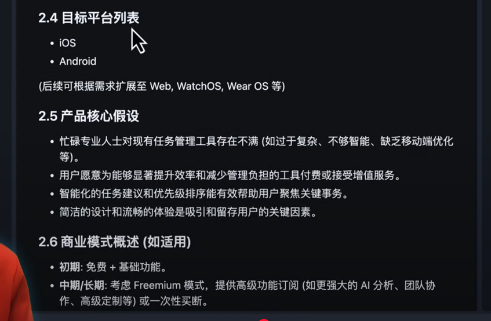 2.4 目标平台列表
• iOS
• Android
(后续可根据需求扩展至 Web, WatchOS, Wear OS 等)
2.5 产品核心假设
• 忙碌专业人士对现有任务管理工具存在不满 (如过于复杂、不够智能、缺乏移动端优化
等)。
• 用户愿意为能够显著提升效率和减少管理负担的工具付费或接受增值服务。
• 智能化的任务建议和优先级排序能有效帮助用户聚焦关键事务。
• 简洁的设计和流畅的体验是吸引和留存用户的关键因素。
2.6 商业模式概述 (如适用)
• 初期: 免费 + 基础功能。
• 中期/长期: 考虑 Freemium 模式，提供高级功能订阅 (如更强大的 AI 分析、团队协
作、高级定制等) 或一次性买断。